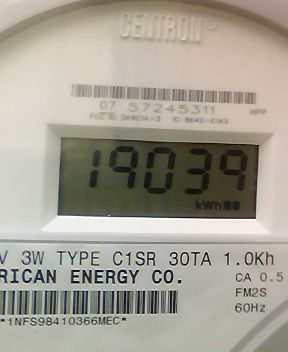 CENTRON®
07 57245311
HPP
19039
kWh
V 3W TYPE C1SR 30TA 1.0Kh
RICAN ENERGY CO.
CA 0.5
FM2S
60Hz
*1NFS98410366MEC*